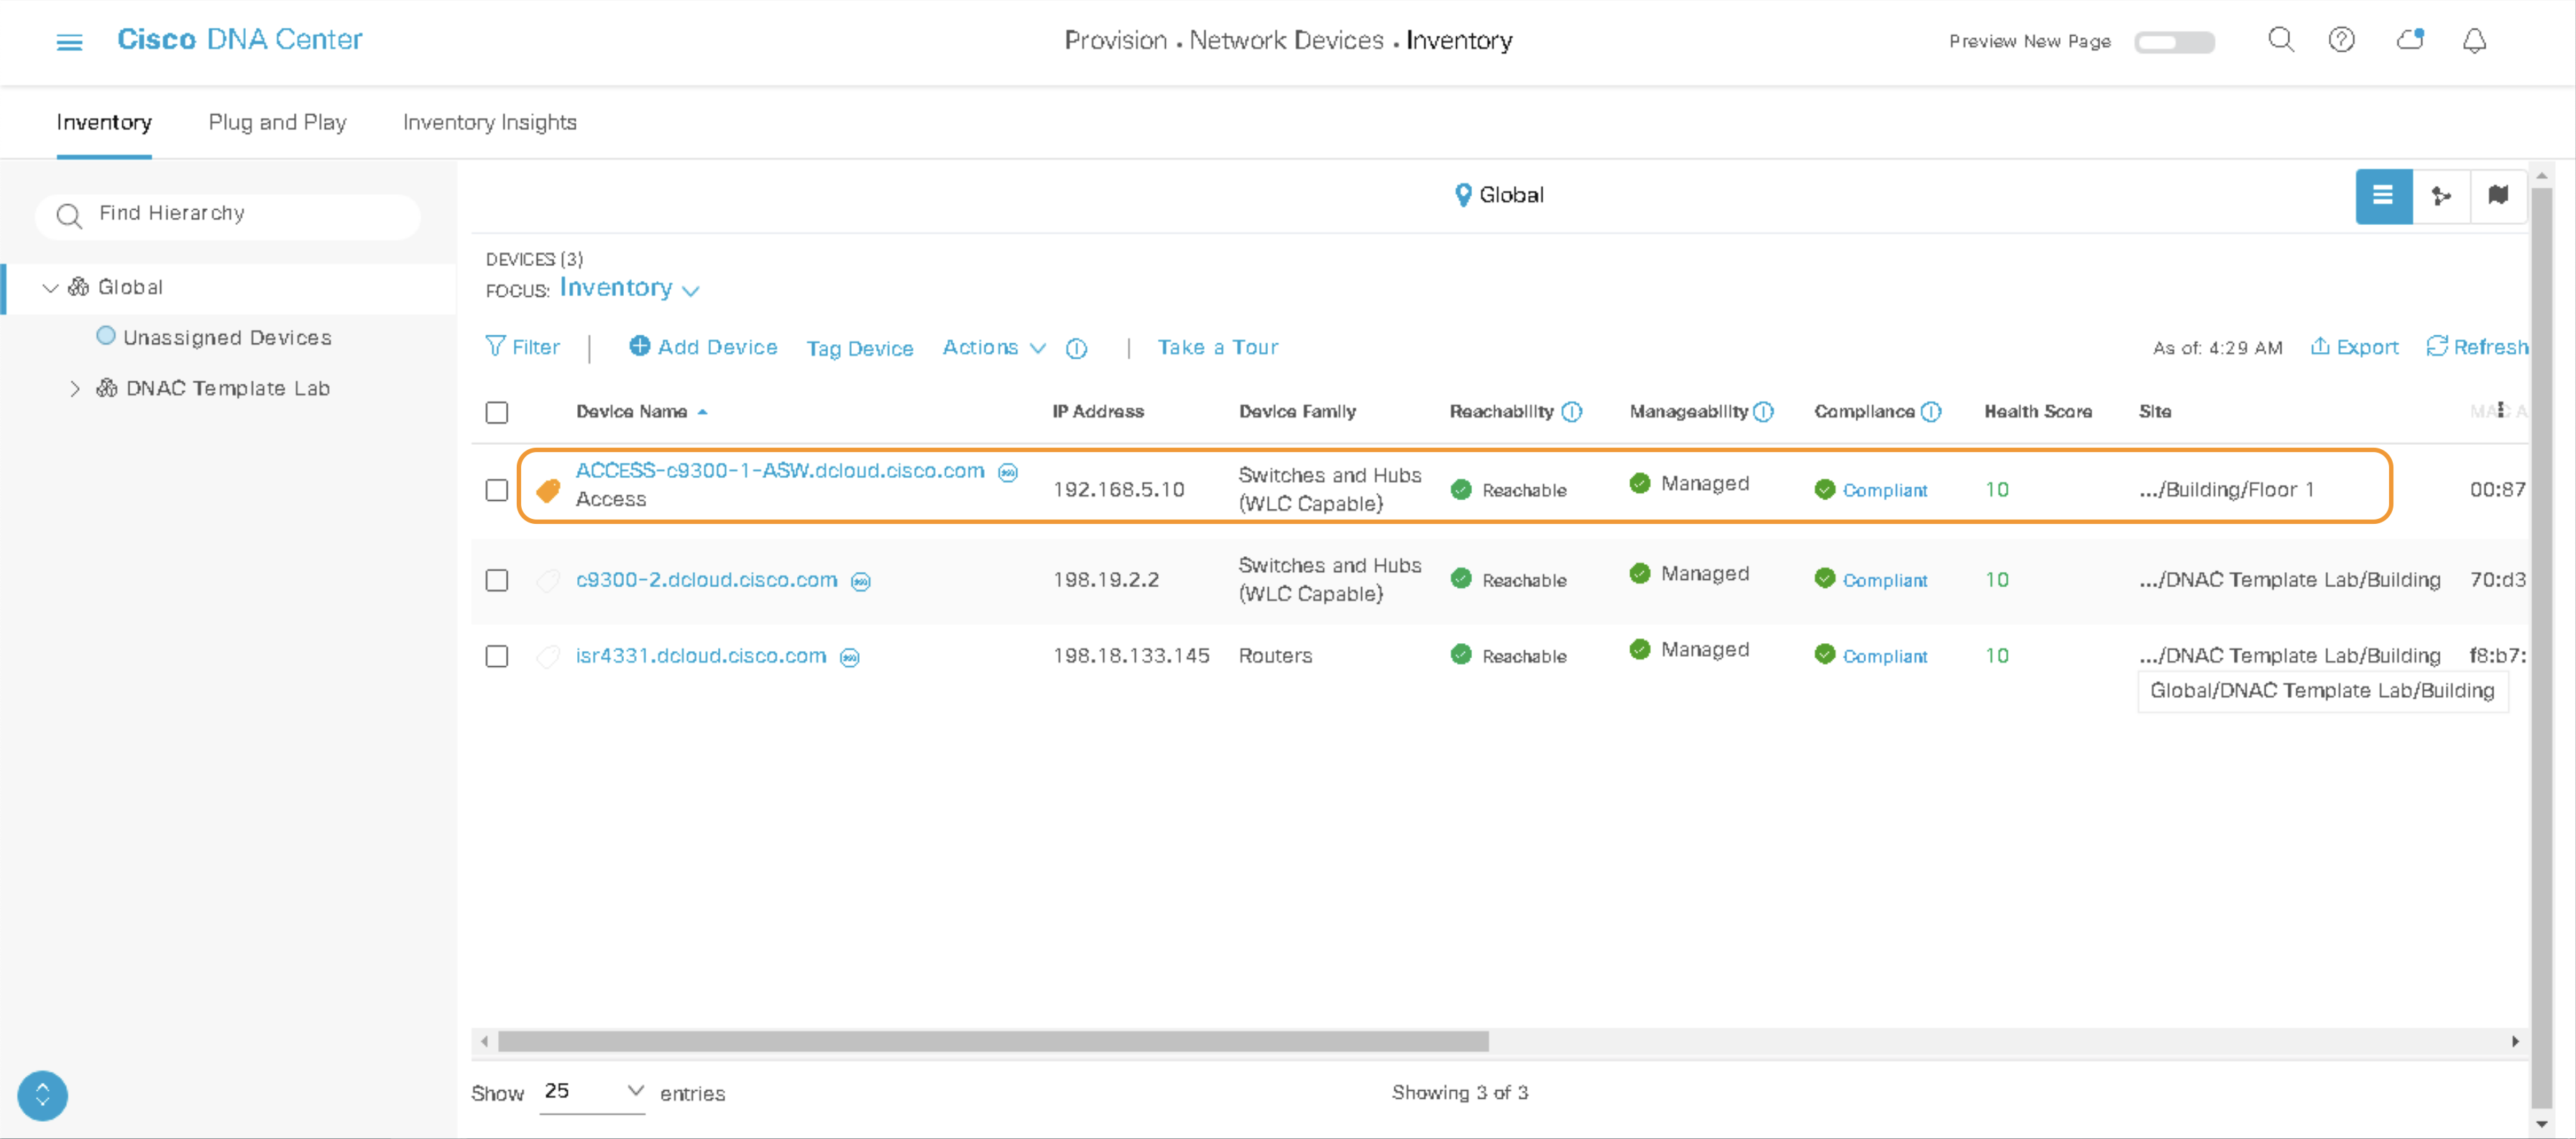 Cisco DNA Center
Provision • Network Devices • Inventory
Preview New Page
Inventory Plug and Play Inventory Insights
Find Hierarchy
Global
Unassigned Devices
DNAC Template Lab
Global
DEVICES (3)
FOCUS: Inventory
Filter | Add Device Tag Device Actions | Take a Tour As of: 4:29 AM Export Refresh
Device Name IP Address Device Family Reachability Manageability Compliance Health Score Site MAC A
ACCESS-c9300-1-ASW.dcloud.cisco.com
Access
192.168.5.10
Switches and Hubs
(WLC Capable)
Reachable Managed Compliant 10 .../Building/Floor 1 00:87
c9300-2.dcloud.cisco.com 198.19.2.2
Switches and Hubs
(WLC Capable)
Reachable Managed Compliant 10 .../DNAC Template Lab/Building 70:d3
isr4331.dcloud.cisco.com 198.18.133.145 Routers Reachable Managed Compliant 10 .../DNAC Template Lab/Building f8:b7:
Global/DNAC Template Lab/Building
Show 25 entries Showing 3 of 3